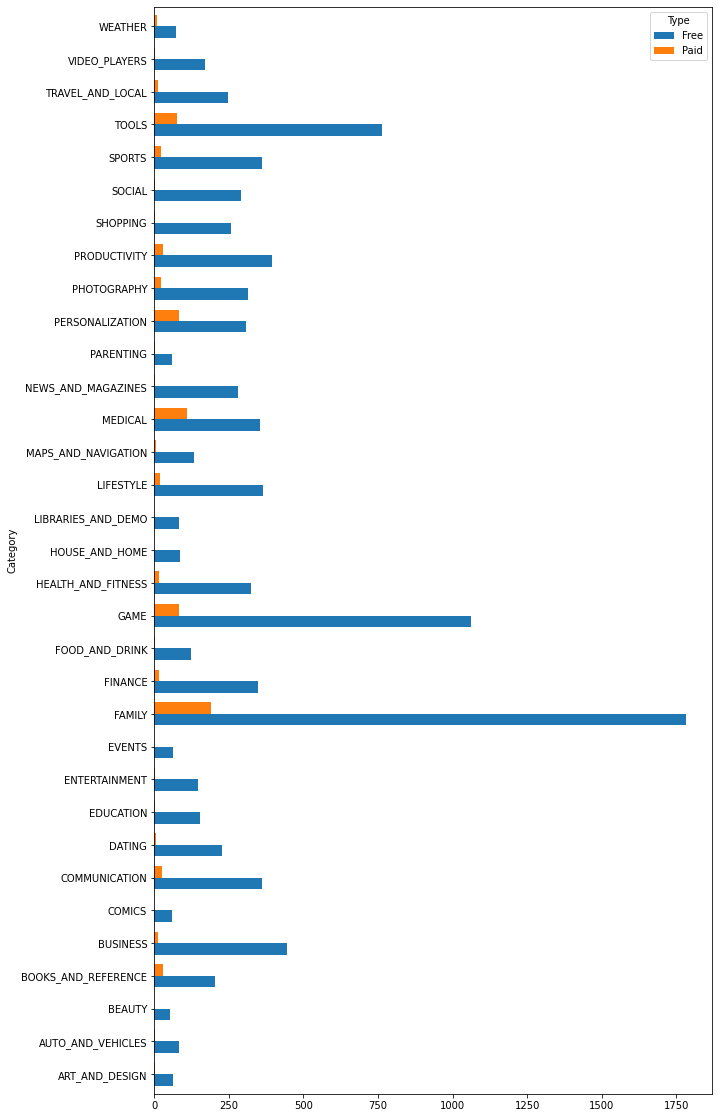 Type
Free
Paid
WEATHER
VIDEO_PLAYERS
TRAVEL_AND_LOCAL
TOOLS
SPORTS
SOCIAL
SHOPPING
PRODUCTIVITY
PHOTOGRAPHY
PERSONALIZATION
PARENTING
NEWS_AND_MAGAZINES
MEDICAL
MAPS_AND_NAVIGATION
LIFESTYLE
LIBRARIES_AND_DEMO
HOUSE_AND_HOME
HEALTH_AND_FITNESS
GAME
FOOD_AND_DRINK
FINANCE
FAMILY
EVENTS
ENTERTAINMENT
EDUCATION
DATING
COMMUNICATION
COMICS
BUSINESS
BOOKS_AND_REFERENCE
BEAUTY
AUTO_AND_VEHICLES
ART_AND_DESIGN
Category
0 250 500 750 1000 1250 1500 1750